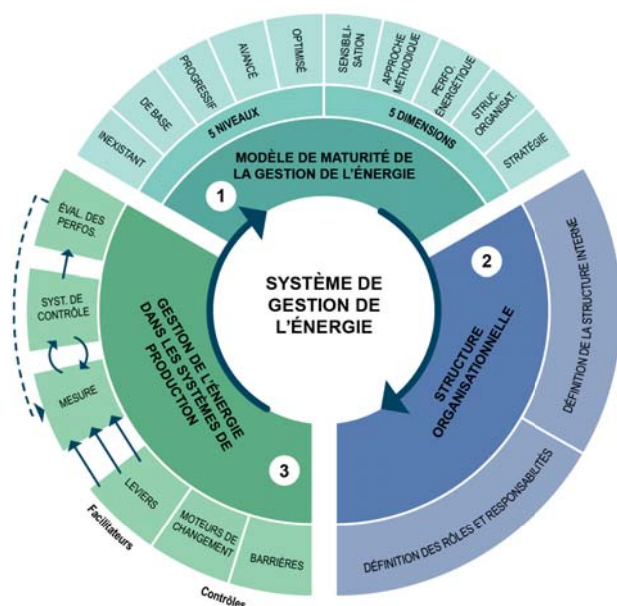 INEXISTANT
DE BASE
PROGRESSIF
AVANCÉ
OPTIMISÉ
SENSIBILI-
SATION
APPROCHE
MÉTHODIQUE
PERFO.
ÉNERGÉTIQUE
STRUC.
ORGANISAT.
STRATÉGIE
5 NIVEAUX
5 DIMENSIONS
MODÈLE DE MATURITÉ DE
LA GESTION DE L'ÉNERGIE
1
SYSTÈME DE
GESTION DE
L'ÉNERGIE
2
STRUCTURE
ORGANISATIONNELLE
DÉFINITION DE LA STRUCTURE INTERNE
DÉFINITION DES RÔLES ET RESPONSABILITÉS
3
GESTION DE L'ÉNERGIE
DANS LES SYSTÈMES DE
PRODUCTION
ÉVAL. DES
PERFOS.
SYST. DE
CONTRÔLE
MESURE
LEVIERS
MOTEURS DE
CHANGEMENT
BARRIÈRES
Facilitateurs
Contrôles